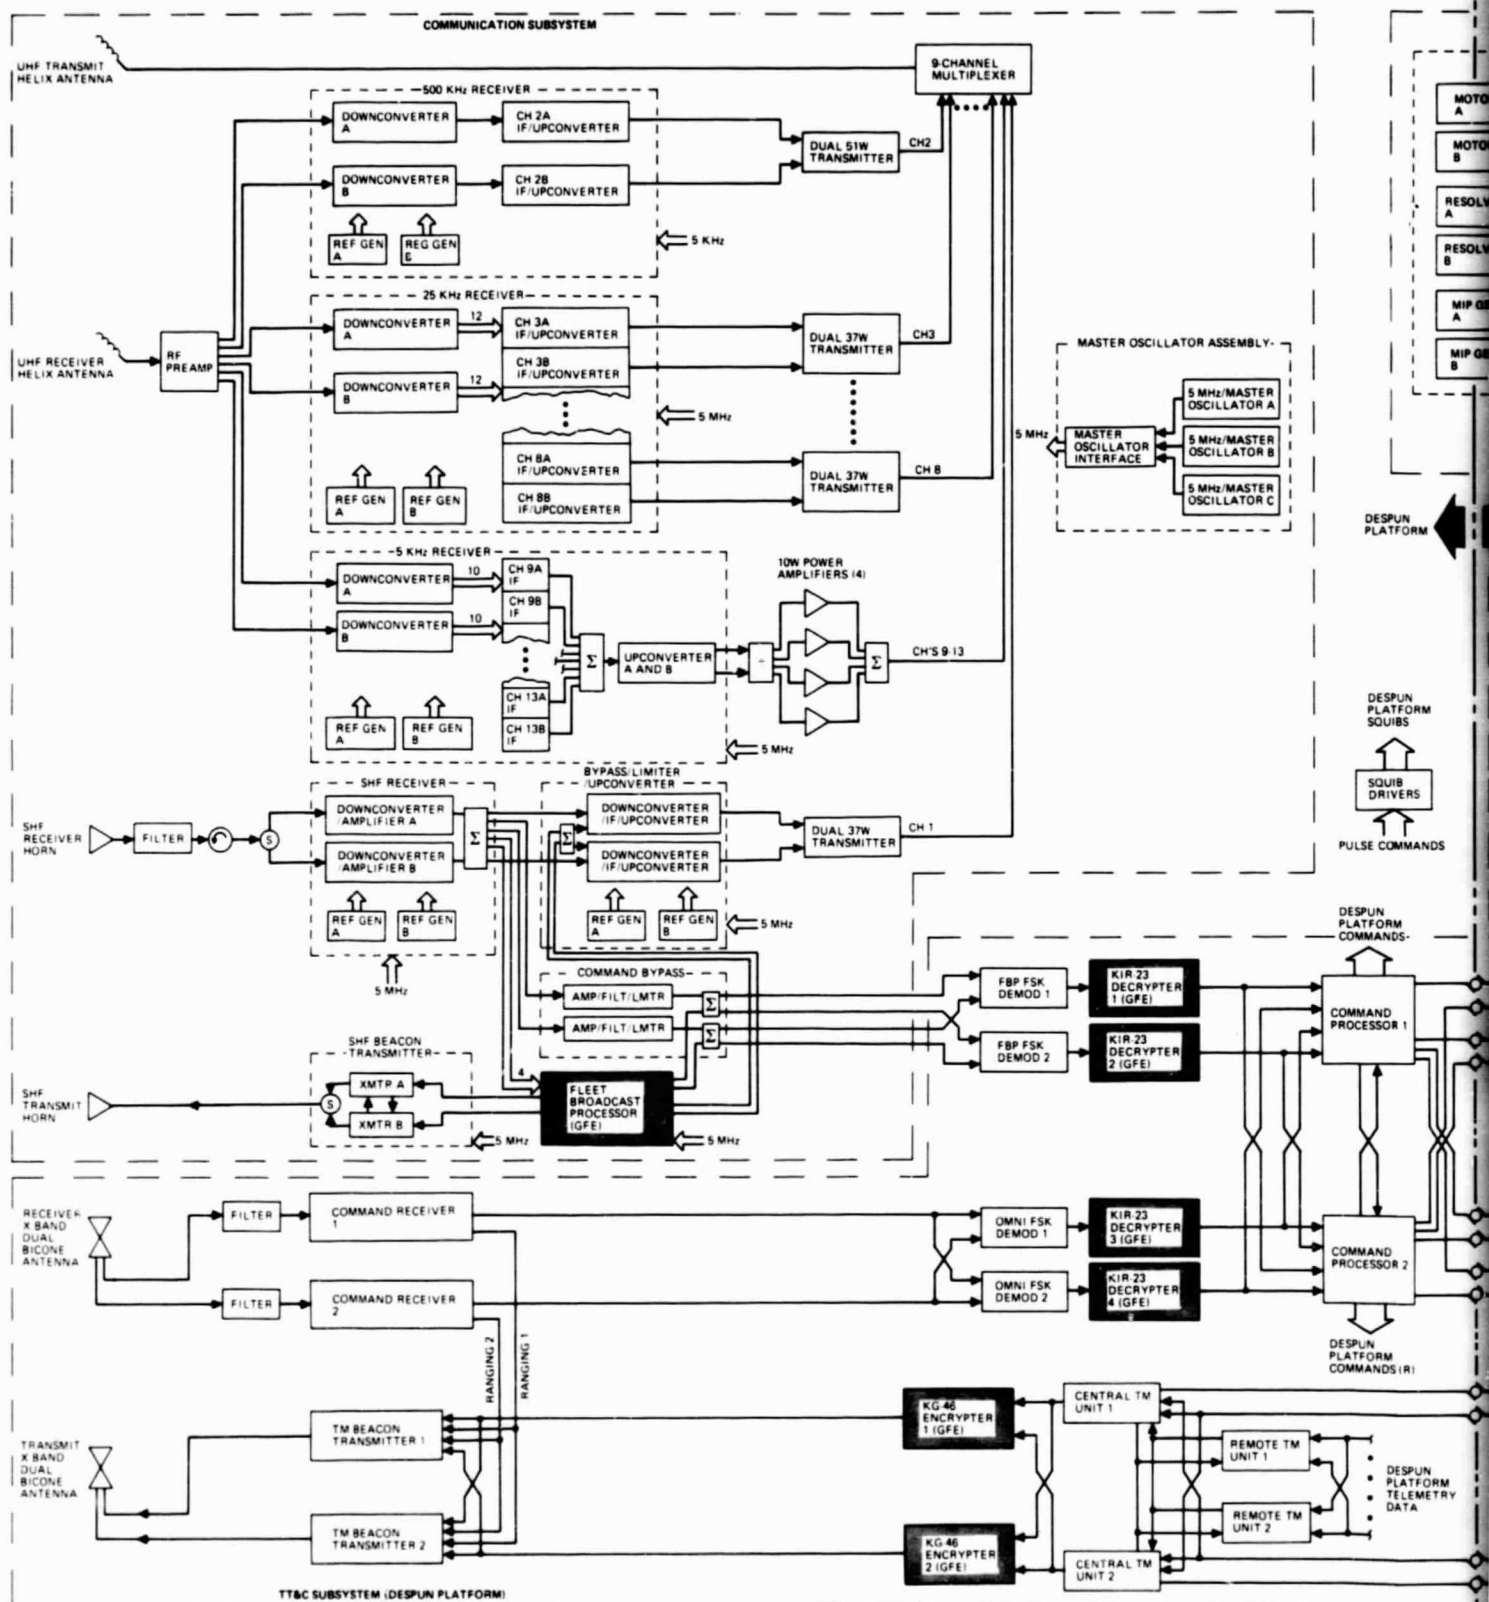 COMMUNICATION SUBSYSTEM
UHF TRANSMIT
HELIX ANTENNA
9-CHANNEL
MULTIPLEXER
500 KHz RECEIVER
DOWNCONVERTER
A
CH 2A
IF/UPCONVERTER
DUAL 51W
TRANSMITTER
CH2
DOWNCONVERTER
B
CH 2B
IF/UPCONVERTER
REF GEN
A
REG GEN
5 KHz
25 KHz RECEIVER
DOWNCONVERTER
A
12
CH 3A
IF/UPCONVERTER
DUAL 37W
TRANSMITTER
CH3
CH 3B
IF/UPCONVERTER
UHF RECEIVER
HELIX ANTENNA
RF
PREAMP
DOWNCONVERTER
B
12
5 MHz
CH 8A
IF/UPCONVERTER
DUAL 37W
TRANSMITTER
CH 8
CH 8B
IF/UPCONVERTER
REF GEN
A
REF GEN
B
MASTER OSCILLATOR ASSEMBLY
5 MHz/MASTER
OSCILLATOR A
5 MHz
MASTER
OSCILLATOR
INTERFACE
5 MHz/MASTER
OSCILLATOR B
5 MHz/MASTER
OSCILLATOR C
MOTO
A
MOTO
B
RESOLV
A
RESOLV
B
MIP GE
A
MIP GE
B
DESPUN
PLATFORM
5 KHz RECEIVER
DOWNCONVERTER
A
10
CH 9A
IF
CH 9B
IF
DOWNCONVERTER
B
10
Σ
UPCONVERTER
A AND B
÷
10W POWER
AMPLIFIERS (4)
Σ
CH'S 9-13
CH 13A
IF
CH 13B
IF
REF GEN
A
REF GEN
B
5 MHz
DESPUN
PLATFORM
SQUIBS
SQUIB
DRIVERS
PULSE COMMANDS
SHF RECEIVER
BYPASS/LIMITER
/UPCONVERTER
SHF
RECEIVER
HORN
FILTER
S
DOWNCONVERTER
/AMPLIFIER A
DOWNCONVERTER
/AMPLIFIER B
Σ
Σ
DOWNCONVERTER
/IF/UPCONVERTER
DOWNCONVERTER
/IF/UPCONVERTER
DUAL 37W
TRANSMITTER
CH 1
REF GEN
A
REF GEN
B
REF GEN
A
REF GEN
B
5 MHz
5 MHz
COMMAND BYPASS
AMP/FILT/LMTR
Σ
AMP/FILT/LMTR
Σ
FBP FSK
DEMOD 1
KIR-23
DECRYPTER
1 (GFE)
FBP FSK
DEMOD 2
KIR-23
DECRYPTER
2 (GFE)
DESPUN
PLATFORM
COMMANDS
COMMAND
PROCESSOR 1
SHF BEACON
TRANSMITTER
SHF
TRANSMIT
HORN
S
XMTR A
XMTR B
4
FLEET
BROADCAST
PROCESSOR
(GFE)
5 MHz
5 MHz
RECEIVER
X BAND
DUAL
BICONE
ANTENNA
FILTER
COMMAND RECEIVER
1
FILTER
COMMAND RECEIVER
2
OMNI FSK
DEMOD 1
KIR-23
DECRYPTER
3 (GFE)
OMNI FSK
DEMOD 2
KIR-23
DECRYPTER
4 (GFE)
COMMAND
PROCESSOR 2
DESPUN
PLATFORM
COMMANDS (R)
RANGING 2
RANGING 1
TRANSMIT
X BAND
DUAL
BICONE
ANTENNA
TM BEACON
TRANSMITTER 1
TM BEACON
TRANSMITTER 2
KG-46
ENCRYPTER
1 (GFE)
KG-46
ENCRYPTER
2 (GFE)
CENTRAL TM
UNIT 1
REMOTE TM
UNIT 1
REMOTE TM
UNIT 2
CENTRAL TM
UNIT 2
DESPUN
PLATFORM
TELEMETRY
DATA
TT&C SUBSYSTEM (DESPUN PLATFORM)